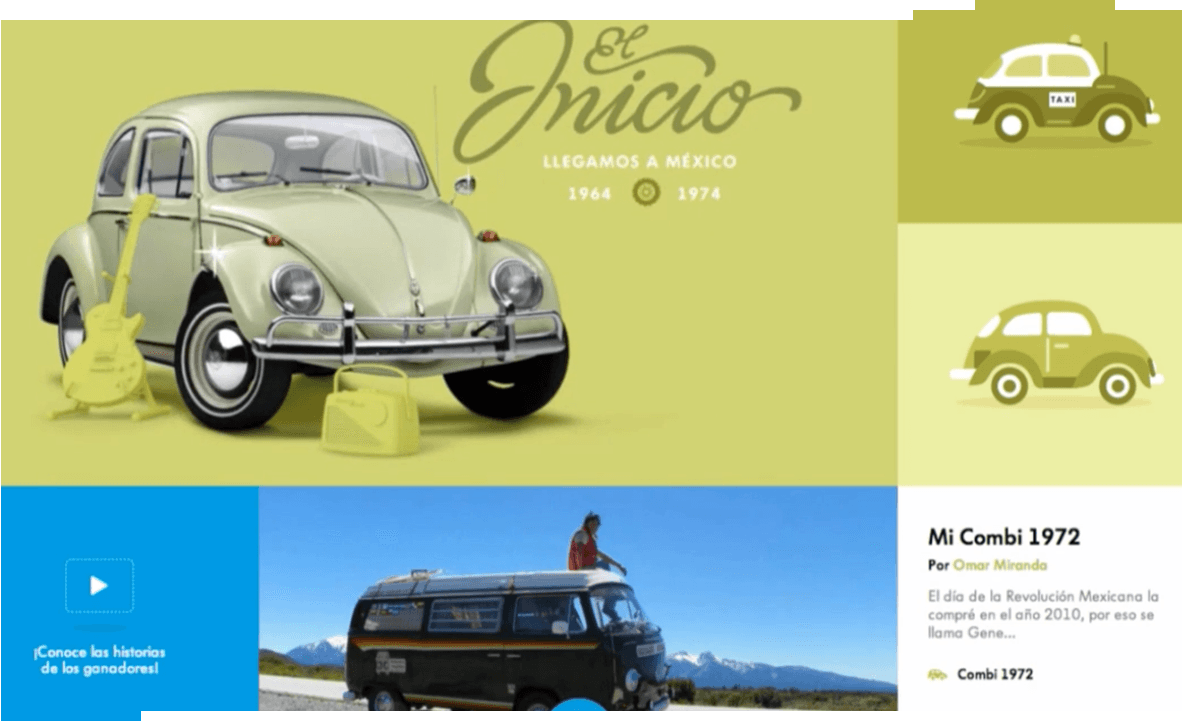 El
Inicio
LLEGAMOS A MÉXICO
1964 1974
TAXI
¡Conoce las historias
de los ganadores!
Mi Combi 1972
Por Omar Miranda
El día de la Revolución Mexicana la
compré en el año 2010, por eso se
llama Gene...
Combi 1972